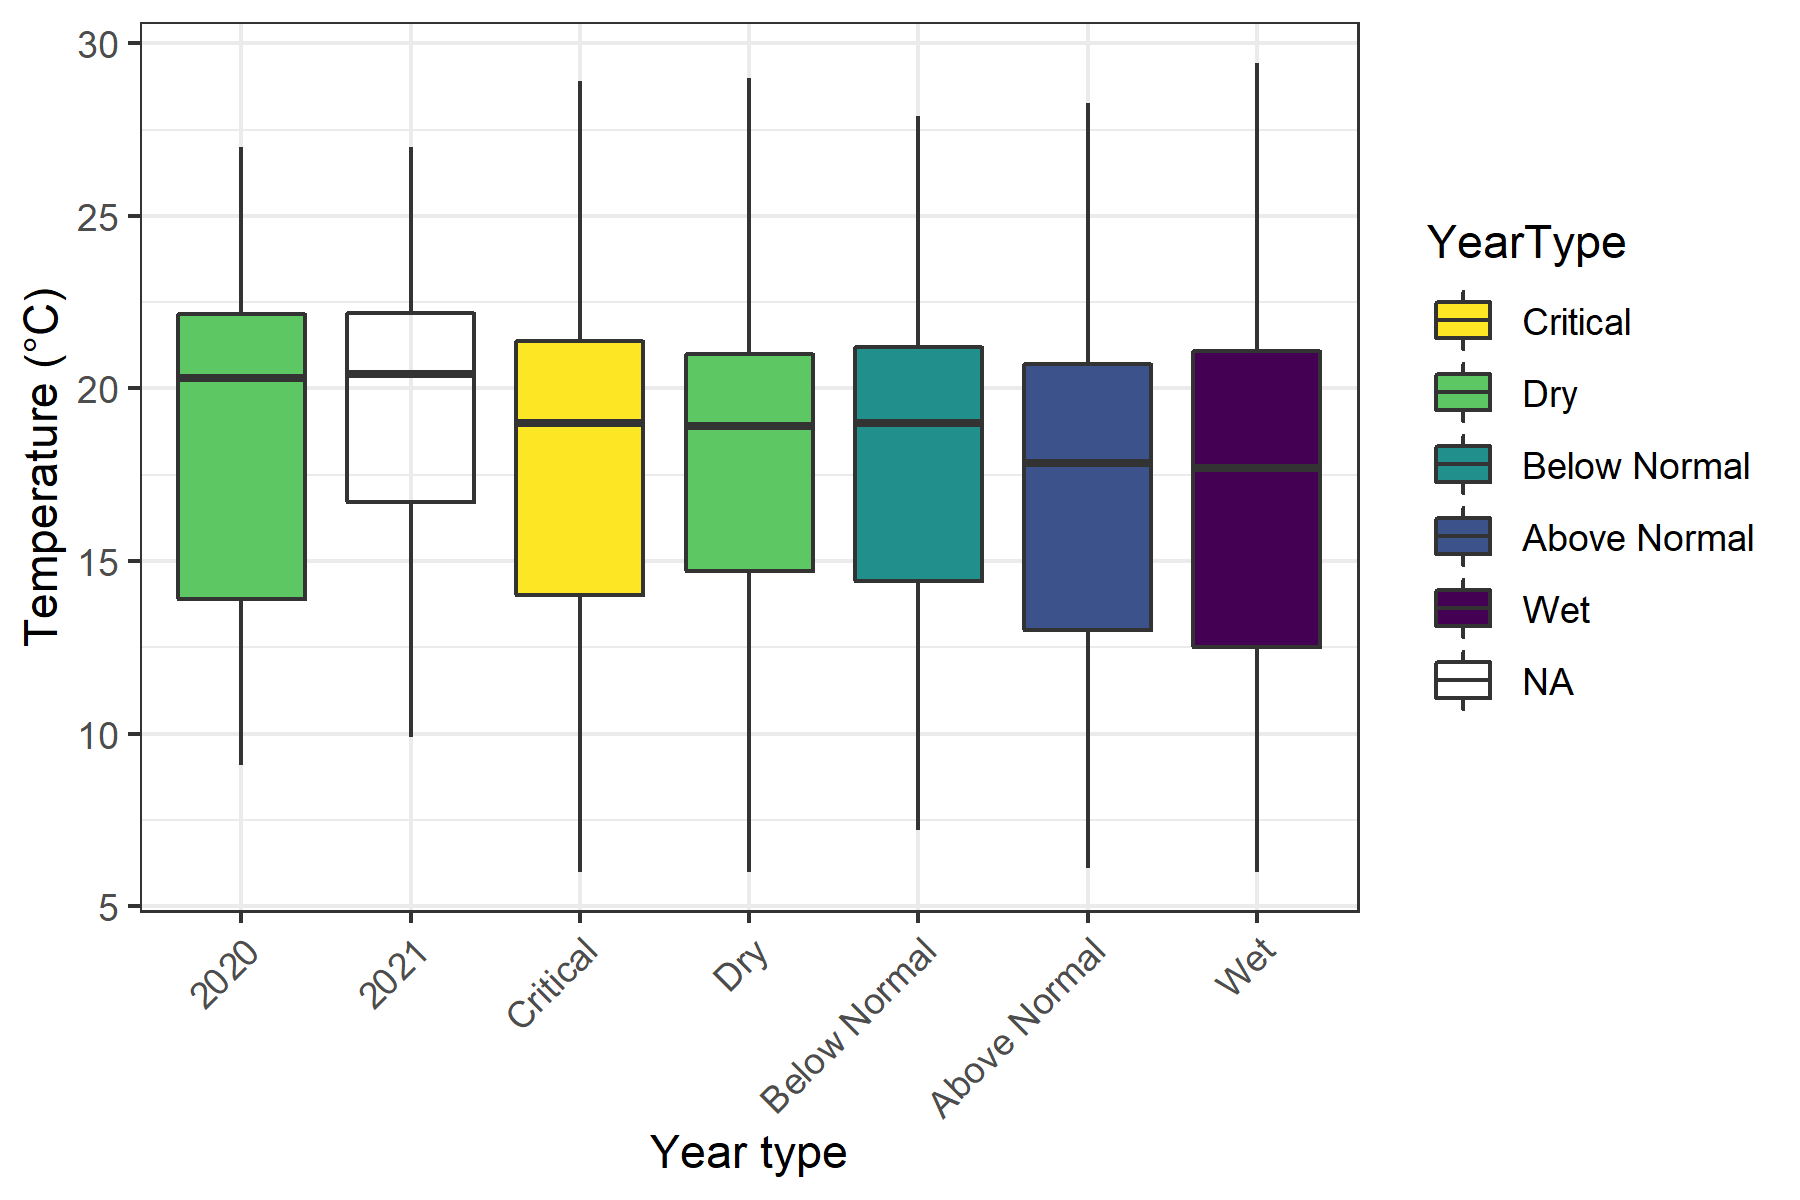 30
25
20
15
10
5
Temperature (°C)
2020
2021
Critical
Dry
Below Normal
Above Normal
Wet
Year type
YearType
Critical
Dry
Below Normal
Above Normal
Wet
NA